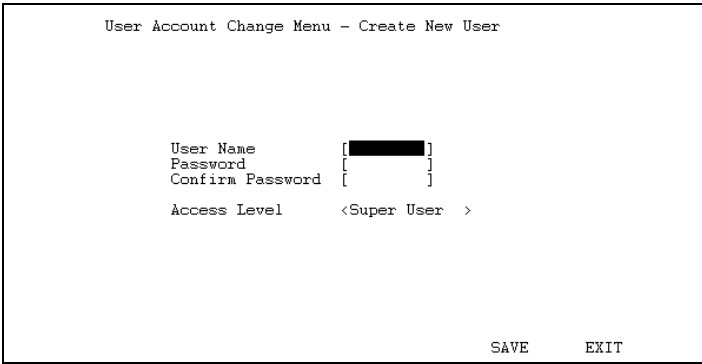 User Account Change Menu - Create New User
User Name [ ]
Password [ ]
Confirm Password [ ]
Access Level <Super User >
SAVE EXIT